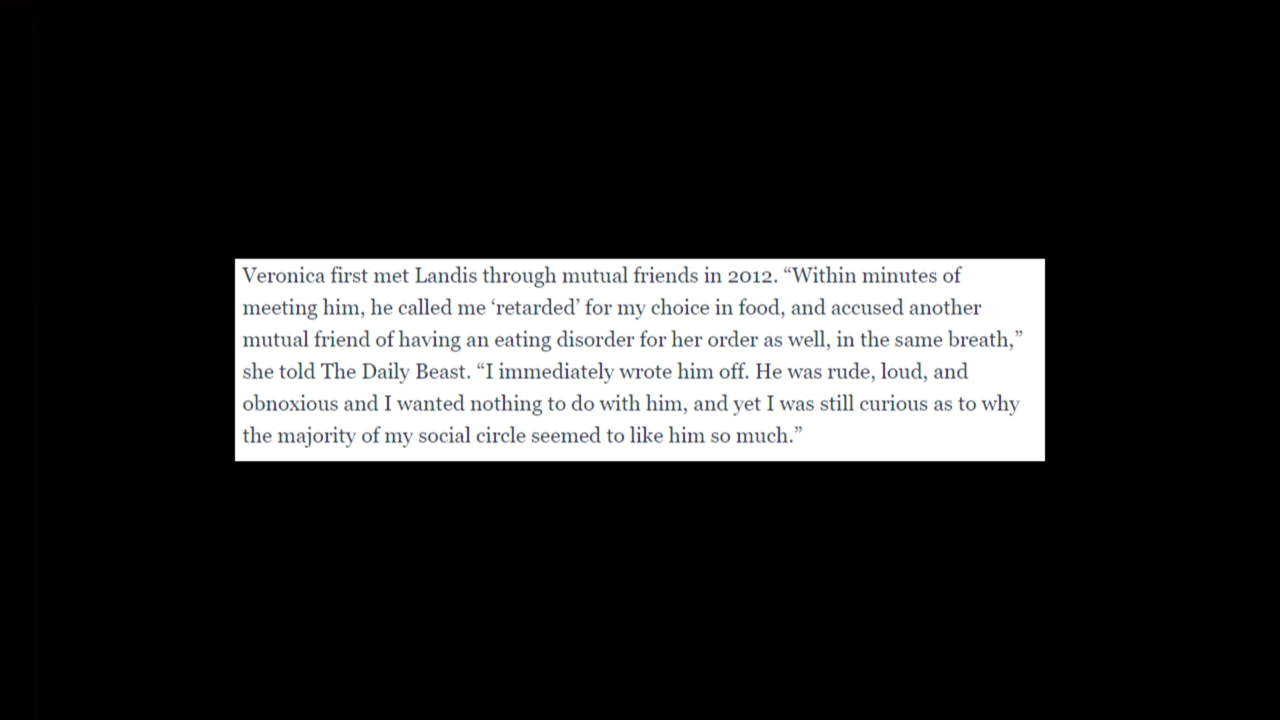 Veronica first met Landis through mutual friends in 2012. “Within minutes of
meeting him, he called me ‘retarded’ for my choice in food, and accused another
mutual friend of having an eating disorder for her order as well, in the same breath,”
she told The Daily Beast. “I immediately wrote him off. He was rude, loud, and
obnoxious and I wanted nothing to do with him, and yet I was still curious as to why
the majority of my social circle seemed to like him so much.”